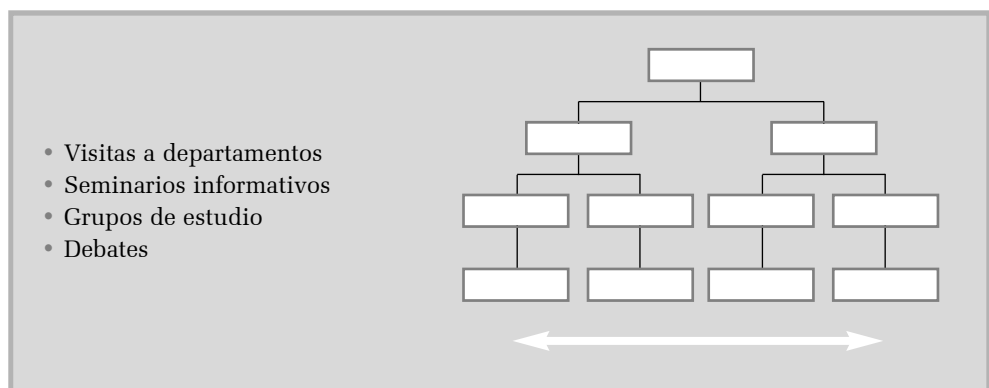 • Visitas a departamentos
• Seminarios informativos
• Grupos de estudio
• Debates